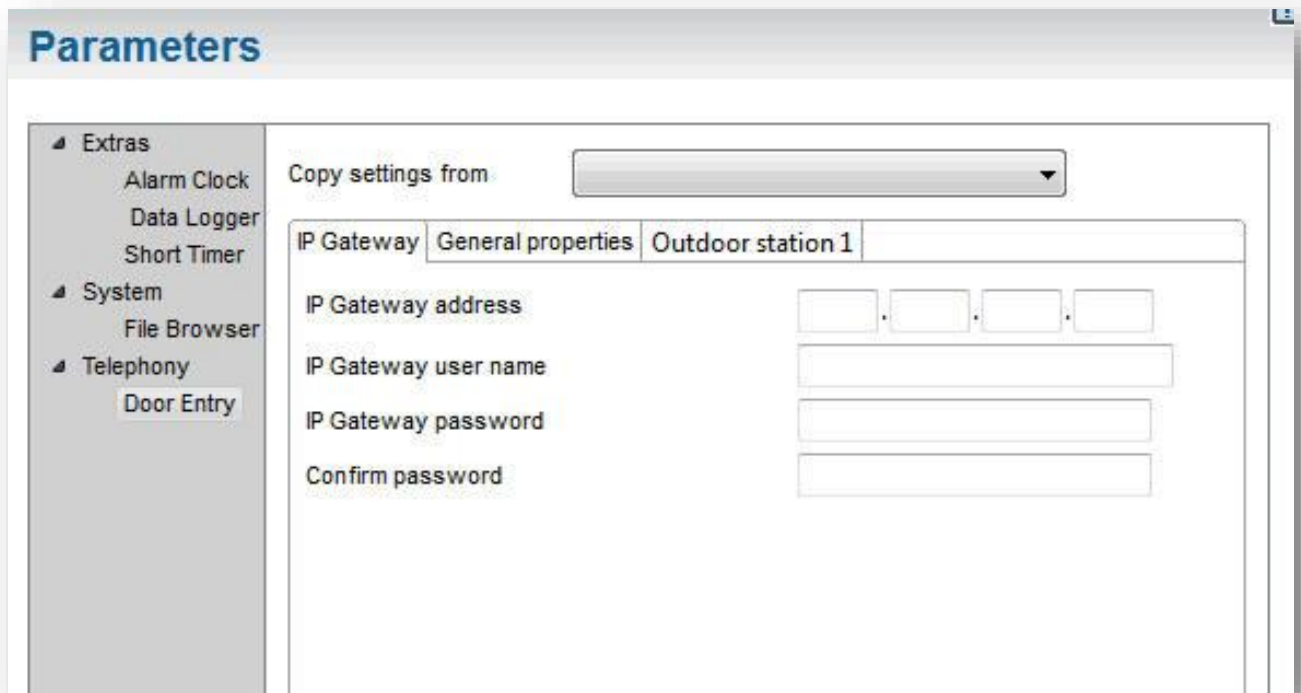 Parameters
Extras
Alarm Clock
Data Logger
Short Timer
System
File Browser
Telephony
Door Entry
Copy settings from
IP Gateway General properties Outdoor station 1
IP Gateway address . . .
IP Gateway user name
IP Gateway password
Confirm password